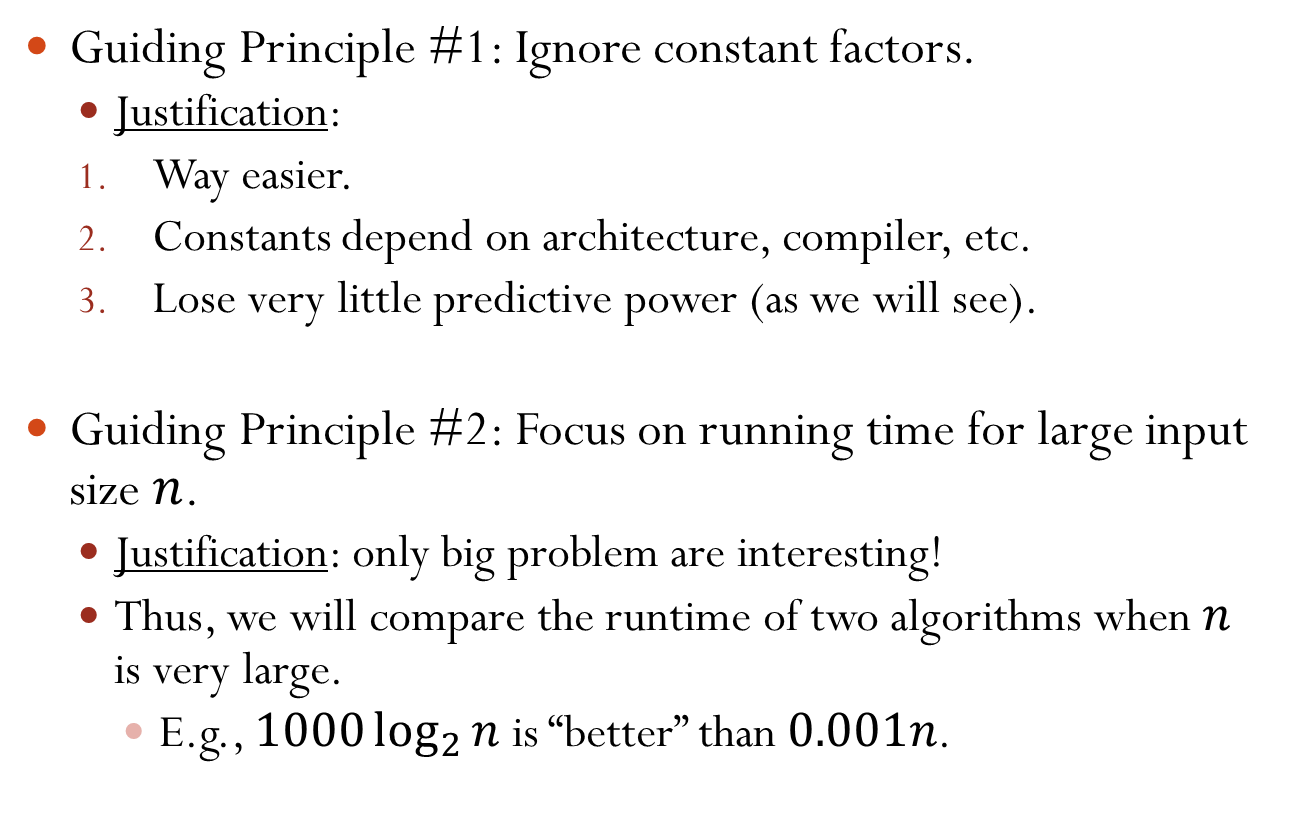 • Guiding Principle #1: Ignore constant factors.
• Justification:
1. Way easier.
2. Constants depend on architecture, compiler, etc.
3. Lose very little predictive power (as we will see).
• Guiding Principle #2: Focus on running time for large input
size n.
• Justification: only big problem are interesting!
• Thus, we will compare the runtime of two algorithms when n
is very large.
• E.g., 1000 log₂ n is “better” than 0.001n.